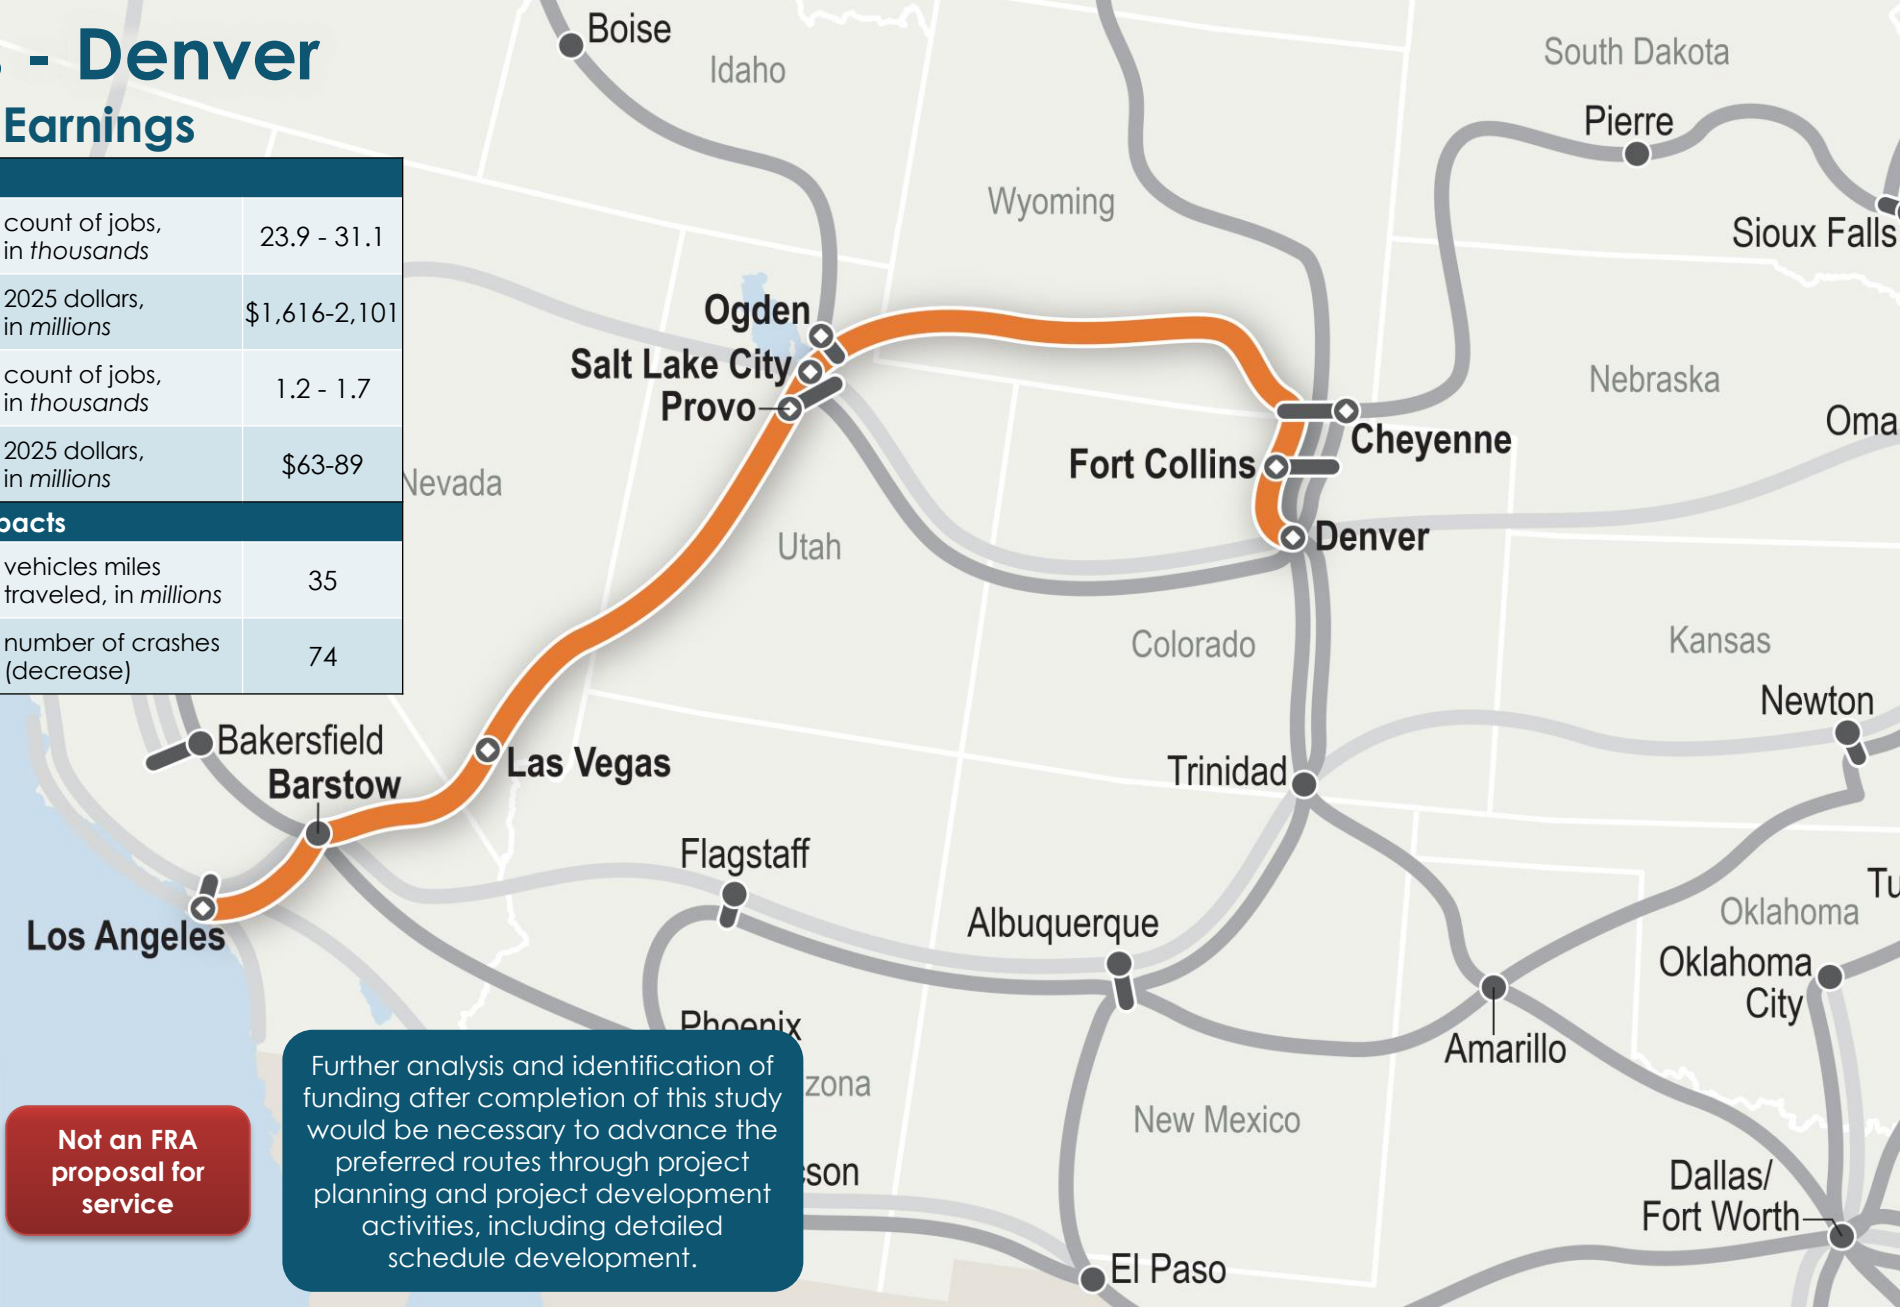 - Denver
Earnings
count of jobs,
in thousands
23.9 - 31.1
2025 dollars,
in millions
$1,616-2,101
count of jobs,
in thousands
1.2 - 1.7
2025 dollars,
in millions
$63-89
vehicles miles
traveled, in millions
35
number of crashes
(decrease)
74
Boise
Idaho
South Dakota
Pierre
Wyoming
Sioux Falls
Ogden
Salt Lake City
Provo
Nebraska
Cheyenne
Fort Collins
Nevada
Utah
Denver
Colorado
Kansas
Newton
Bakersfield
Barstow
Las Vegas
Trinidad
Flagstaff
Albuquerque
Los Angeles
Oklahoma
Oklahoma
City
Phoenix
Amarillo
New Mexico
Dallas/
Fort Worth
El Paso
Not an FRA
proposal for
service
Further analysis and identification of
funding after completion of this study
would be necessary to advance the
preferred routes through project
planning and project development
activities, including detailed
schedule development.